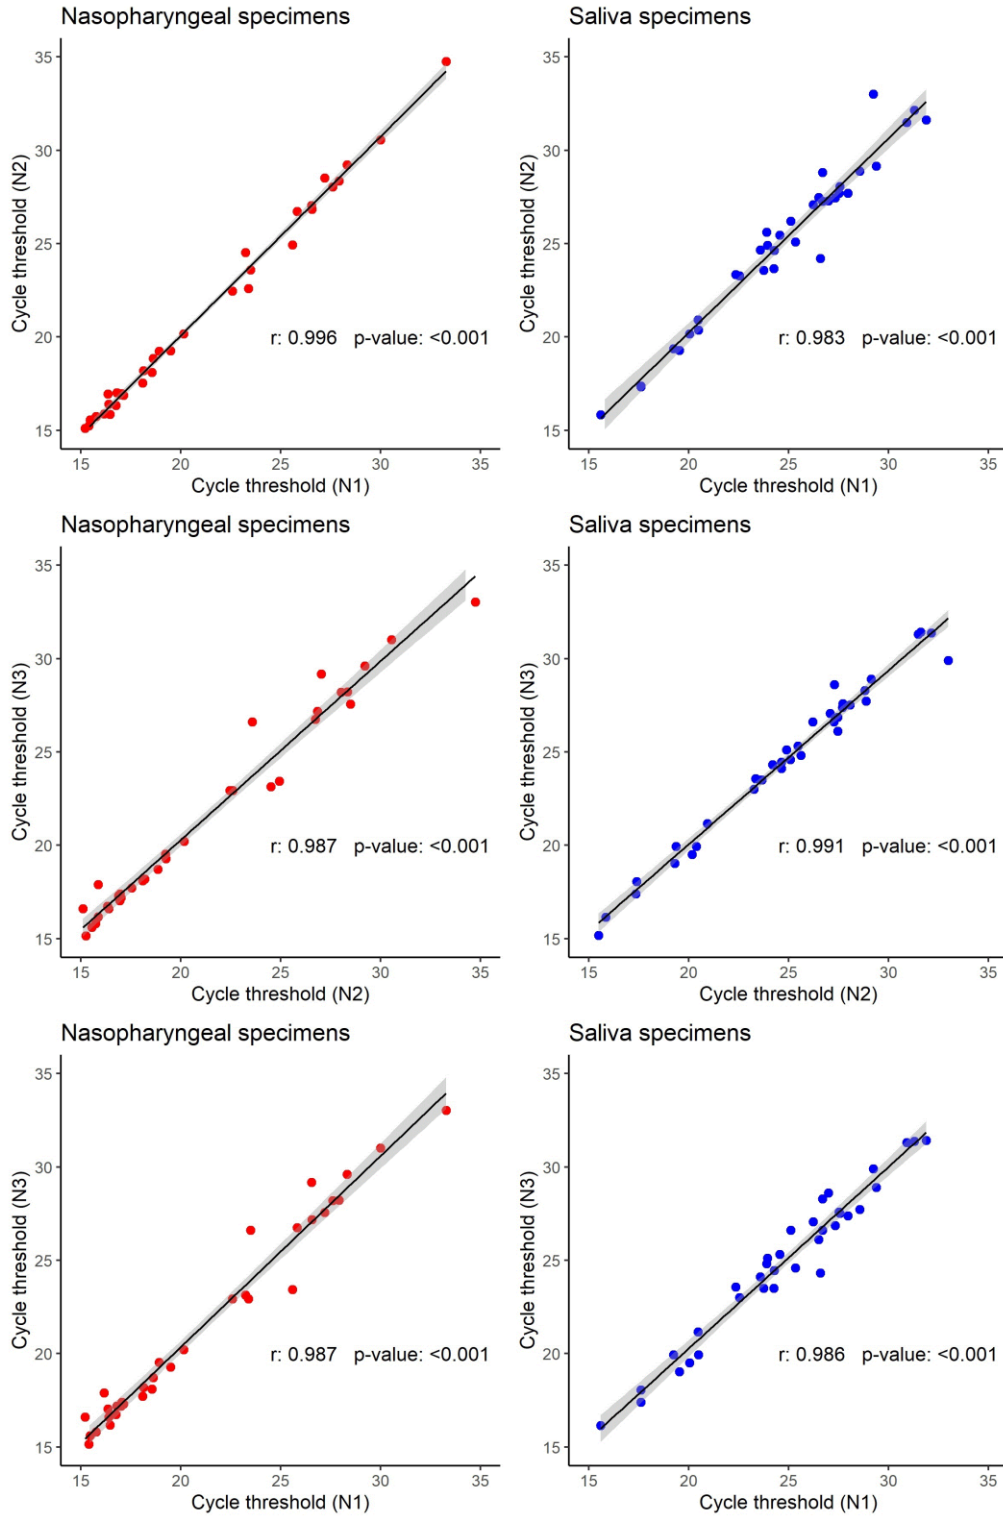 Nasopharyngeal specimens
35
30
25
20
15
Cycle threshold (N2)
r: 0.996 p-value: <0.001
15 20 25 30 35
Cycle threshold (N1)
Saliva specimens
35
30
25
20
15
Cycle threshold (N2)
r: 0.983 p-value: <0.001
15 20 25 30 35
Cycle threshold (N1)
Nasopharyngeal specimens
35
30
25
20
15
Cycle threshold (N3)
r: 0.987 p-value: <0.001
15 20 25 30 35
Cycle threshold (N2)
Saliva specimens
35
30
25
20
15
Cycle threshold (N3)
r: 0.991 p-value: <0.001
15 20 25 30 35
Cycle threshold (N2)
Nasopharyngeal specimens
35
30
25
20
15
Cycle threshold (N3)
r: 0.987 p-value: <0.001
15 20 25 30 35
Cycle threshold (N1)
Saliva specimens
35
30
25
20
15
Cycle threshold (N3)
r: 0.986 p-value: <0.001
15 20 25 30 35
Cycle threshold (N1)